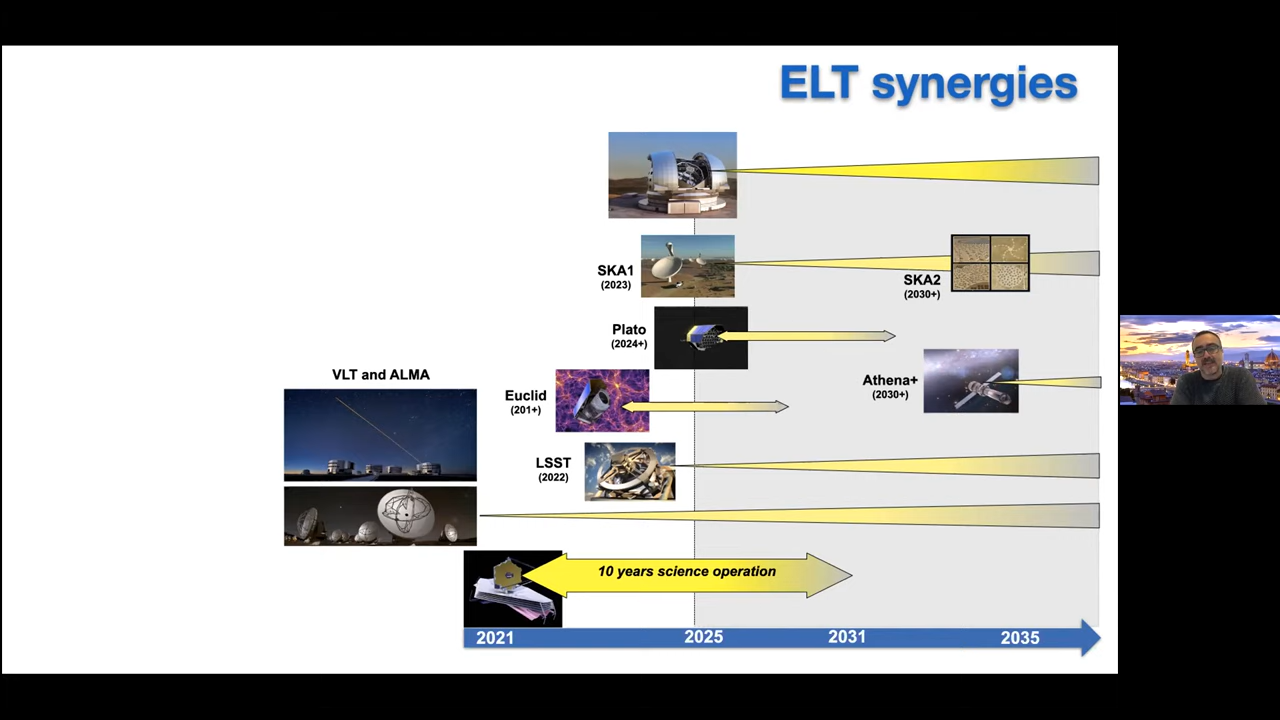 ELT synergies
SKA1
(2023)
SKA2
(2030+)
Plato
(2024+)
VLT and ALMA
Athena+
(2030+)
Euclid
(201+)
LSST
(2022)
10 years science operation
2021
2025
2031
2035